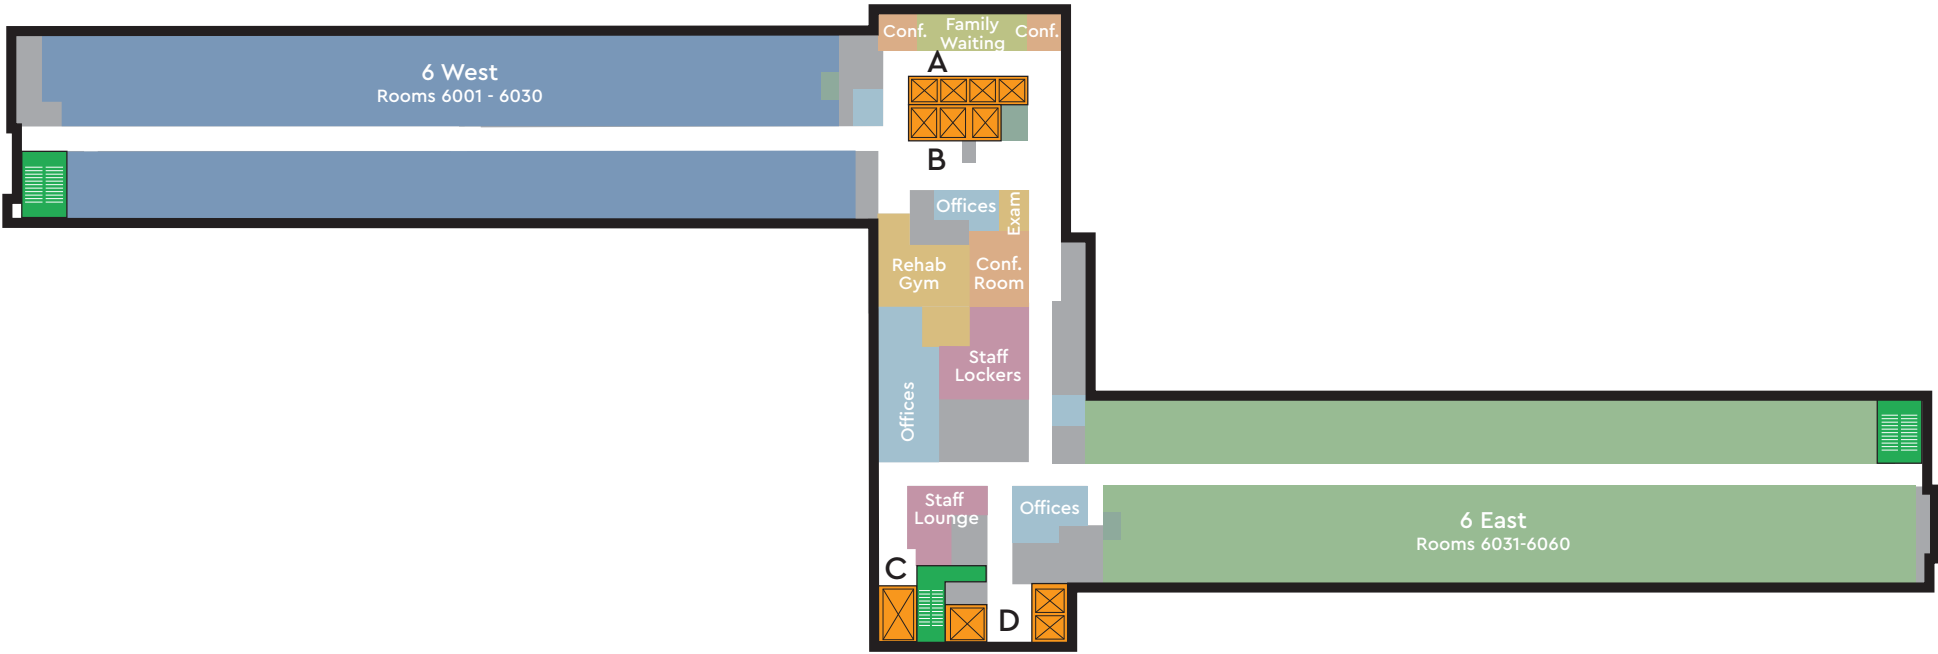 Conf.
Family
Waiting
Conf.
A
6 West
Rooms 6001 - 6030
B
Offices
Exam
Rehab
Gym
Conf.
Room
Staff
Lockers
Offices
Staff
Lounge
Offices
6 East
Rooms 6031-6060
C
D